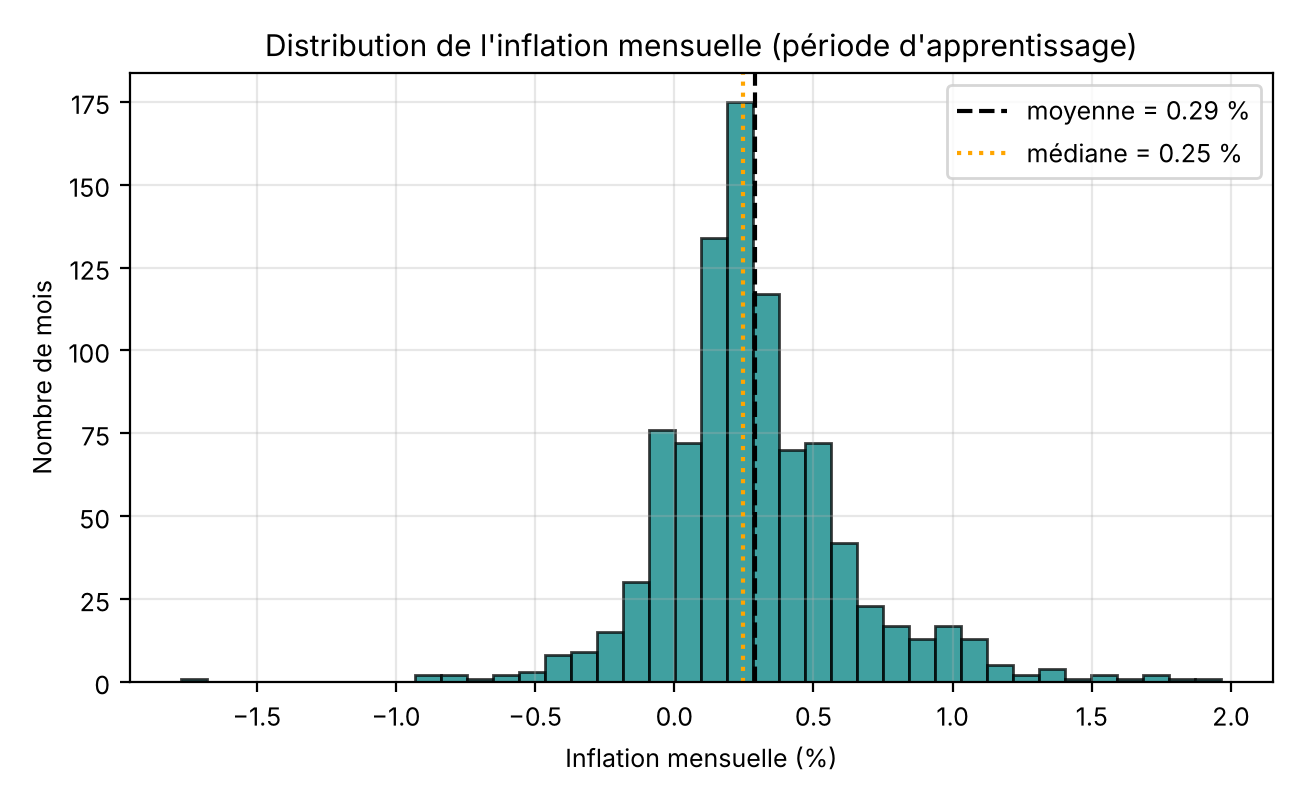 Distribution de l'inflation mensuelle (période d'apprentissage)
moyenne = 0.29 %
médiane = 0.25 %
Nombre de mois
175
150
125
100
75
50
25
0
−1.5 −1.0 −0.5 0.0 0.5 1.0 1.5 2.0
Inflation mensuelle (%)